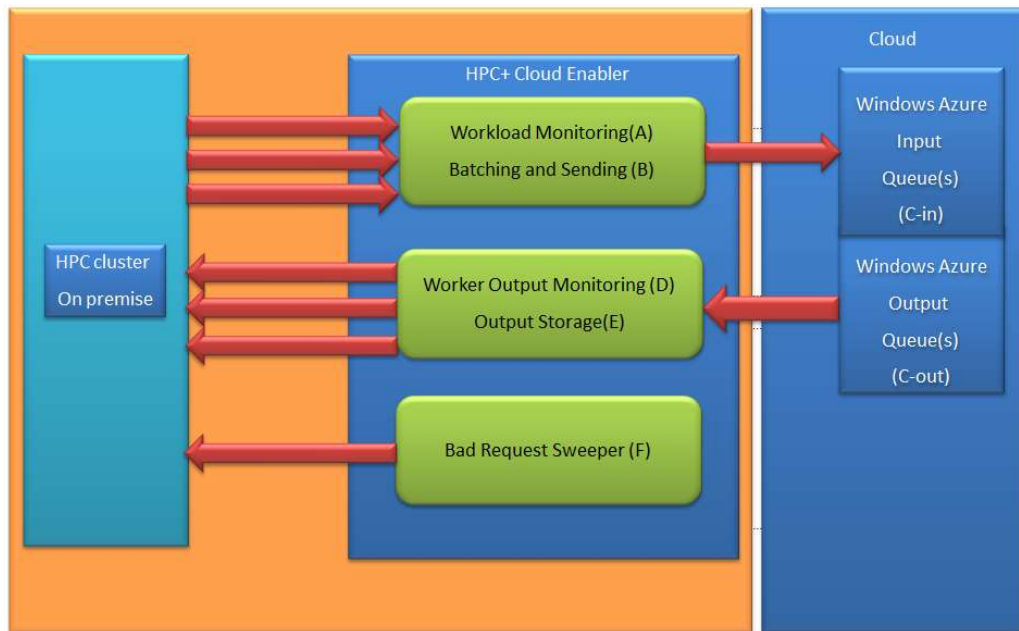 HPC cluster
On premise
HPC+ Cloud Enabler
Workload Monitoring(A)
Batching and Sending (B)
Worker Output Monitoring (D)
Output Storage(E)
Bad Request Sweeper (F)
Cloud
Windows Azure
Input
Queue(s)
(C-in)
Windows Azure
Output
Queue(s)
(C-out)